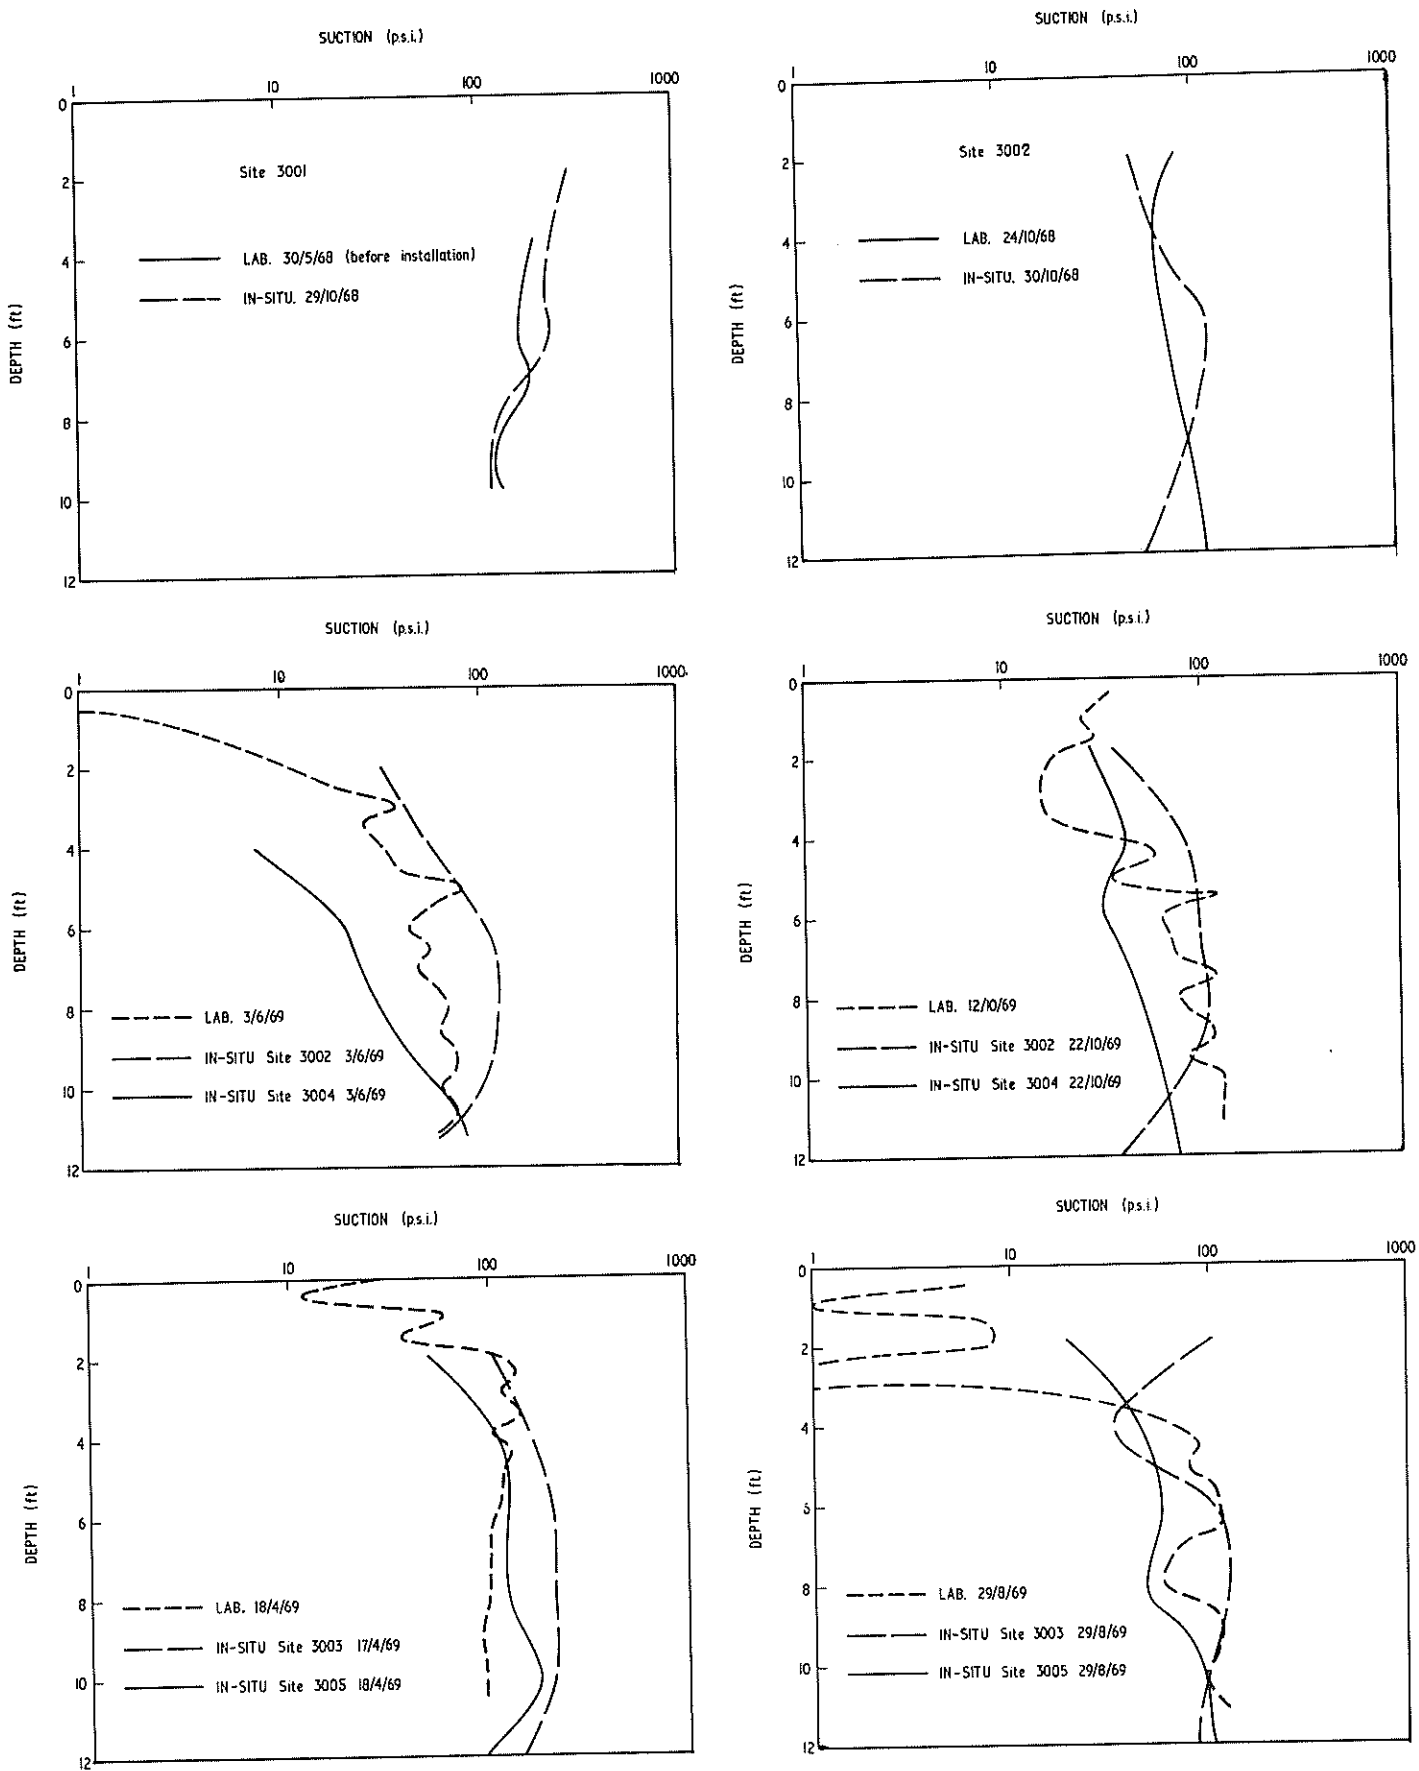 SUCTION (p.s.i.)
1 10 100 1000
0
2
4
6
8
10
12
DEPTH (ft)
Site 3001
LAB. 30/5/68 (before installation)
IN-SITU. 29/10/68
SUCTION (p.s.i.)
1 10 100 1000
0
2
4
6
8
10
12
DEPTH (ft)
Site 3002
LAB. 24/10/68
IN-SITU. 30/10/68
SUCTION (p.s.i.)
1 10 100 1000
0
2
4
6
8
10
12
DEPTH (ft)
LAB. 3/6/69
IN-SITU Site 3002 3/6/69
IN-SITU Site 3004 3/6/69
SUCTION (p.s.i.)
1 10 100 1000
0
2
4
6
8
10
12
DEPTH (ft)
LAB. 12/10/69
IN-SITU Site 3002 22/10/69
IN-SITU Site 3004 22/10/69
SUCTION (p.s.i.)
1 10 100 1000
0
2
4
6
8
10
12
DEPTH (ft)
LAB. 18/4/69
IN-SITU Site 3003 17/4/69
IN-SITU Site 3005 18/4/69
SUCTION (p.s.i.)
1 10 100 1000
0
2
4
6
8
10
12
DEPTH (ft)
LAB. 29/8/69
IN-SITU Site 3003 29/8/69
IN-SITU Site 3005 29/8/69